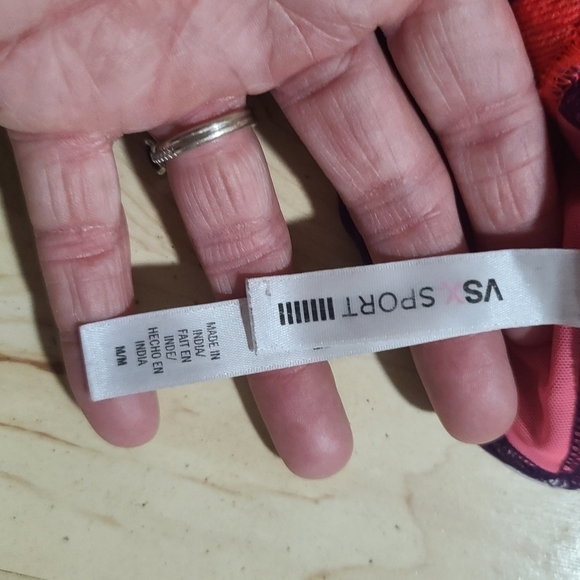 VSX SPORT
MADE IN
INDIA/
FAIT EN
INDE/
HECHO EN
INDIA
M/M